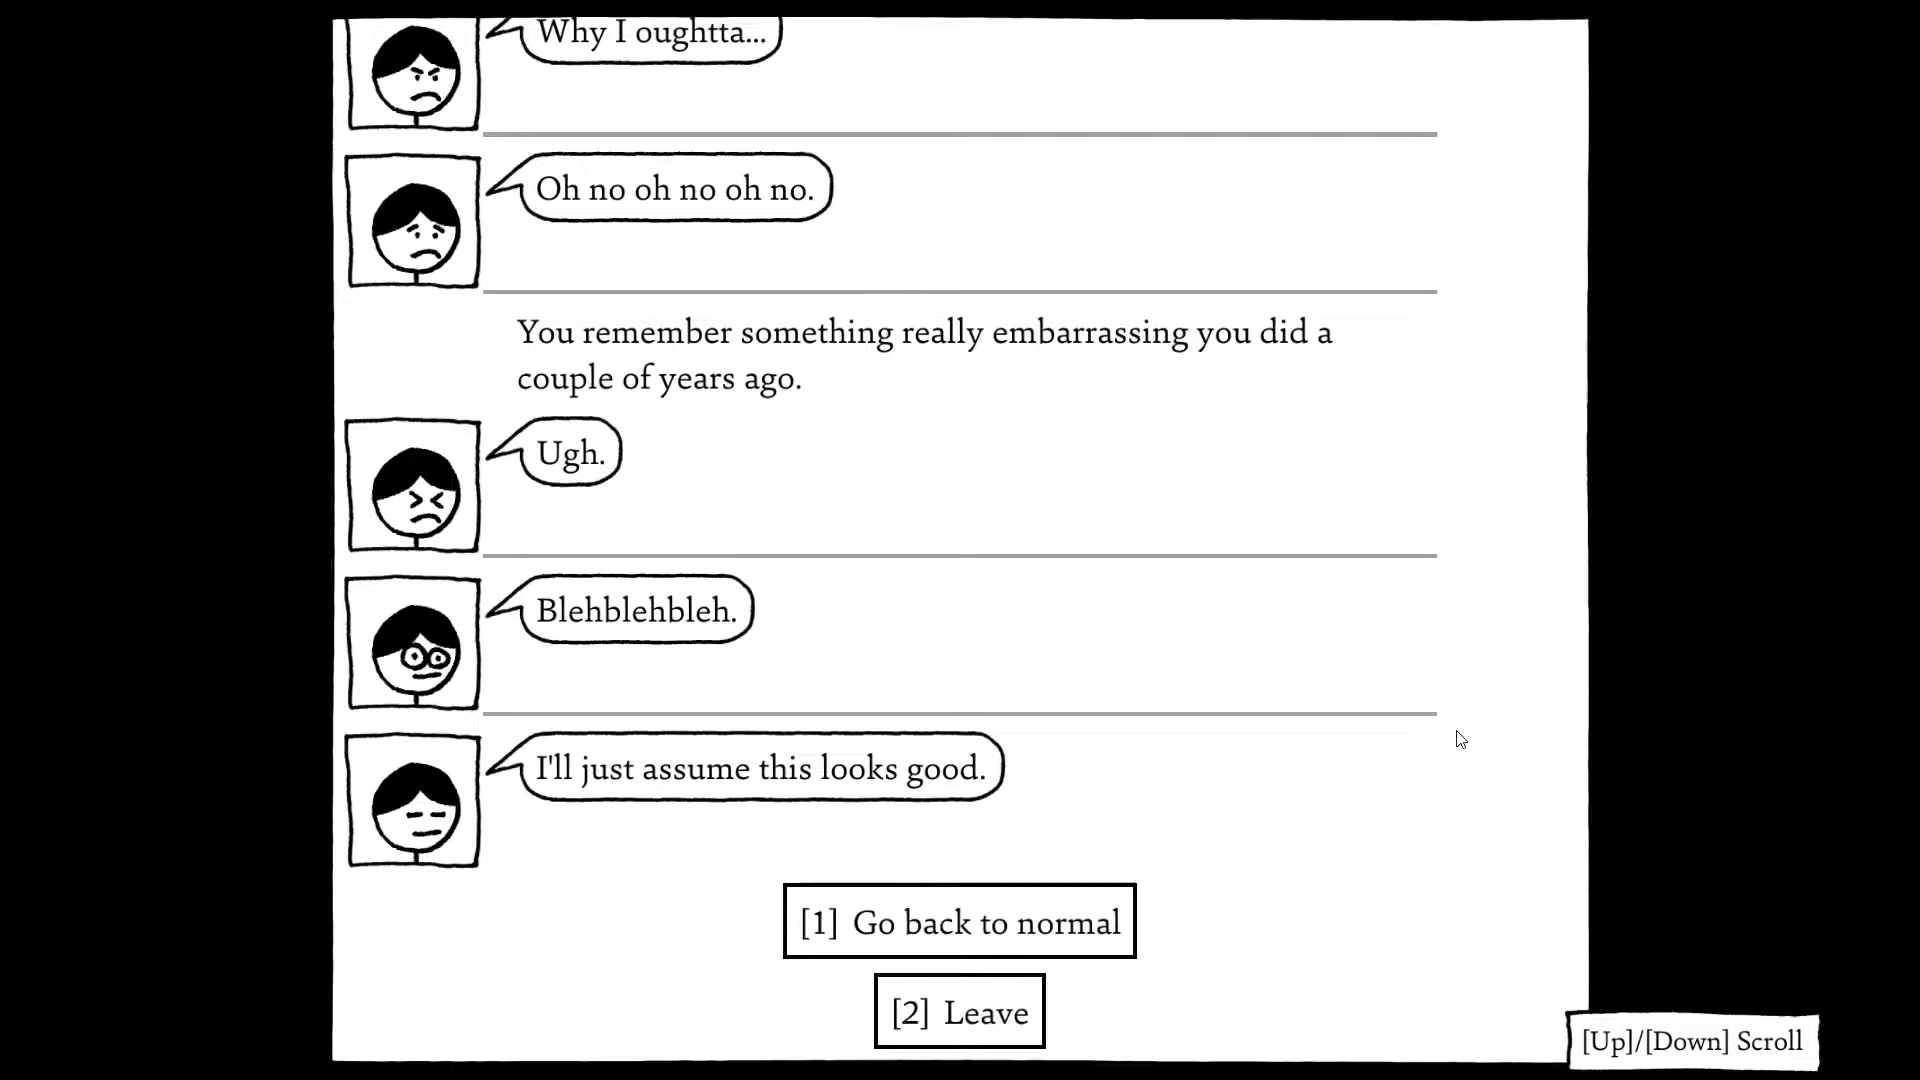 Why I oughtta...
Oh no oh no oh no.
You remember something really embarrassing you did a
couple of years ago.
Ugh.
Blehblehbleh.
I'll just assume this looks good.
[1] Go back to normal
[2] Leave
[Up]/[Down] Scroll